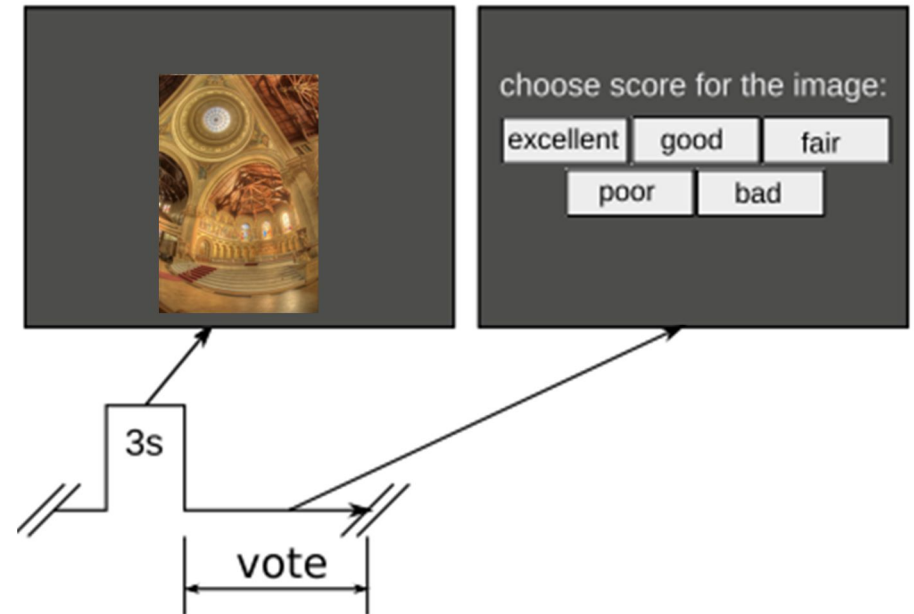 choose score for the image:
excellent good fair
poor bad
3s
vote